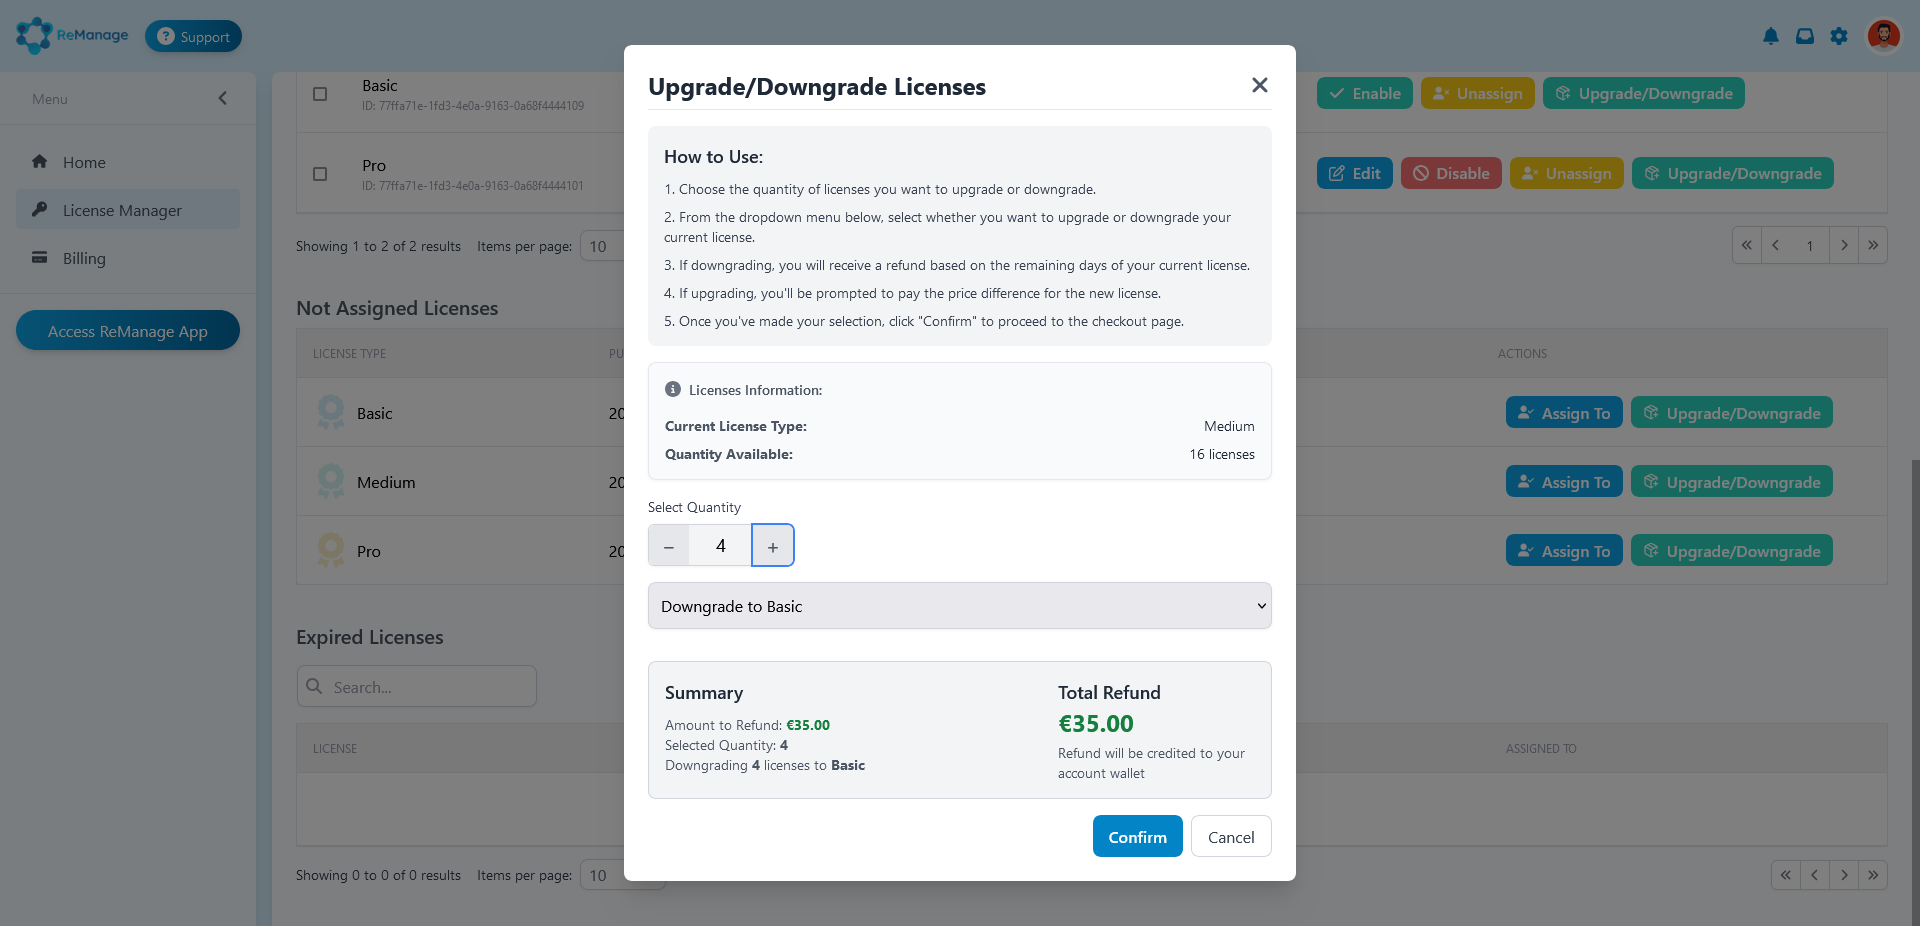 ReManage
Support
Menu
Home
License Manager
Billing
Access ReManage App
Basic
ID: 77ffa71e-1fd3-4e0a-9163-0a68f4444109
Enable
Unassign
Upgrade/Downgrade
Pro
ID: 77ffa71e-1fd3-4e0a-9163-0a68f4444101
Edit
Disable
Unassign
Upgrade/Downgrade
Showing 1 to 2 of 2 results
Items per page:
10
1
Not Assigned Licenses
LICENSE TYPE
PU
ACTIONS
Basic
20
Assign To
Upgrade/Downgrade
Medium
20
Assign To
Upgrade/Downgrade
Pro
20
Assign To
Upgrade/Downgrade
Expired Licenses
Search...
LICENSE
ASSIGNED TO
Showing 0 to 0 of 0 results
Items per page:
10
Upgrade/Downgrade Licenses
How to Use:
1. Choose the quantity of licenses you want to upgrade or downgrade.
2. From the dropdown menu below, select whether you want to upgrade or downgrade your
current license.
3. If downgrading, you will receive a refund based on the remaining days of your current license.
4. If upgrading, you'll be prompted to pay the price difference for the new license.
5. Once you've made your selection, click "Confirm" to proceed to the checkout page.
Licenses Information:
Current License Type:
Medium
Quantity Available:
16 licenses
Select Quantity
– 4 +
Downgrade to Basic
Summary
Amount to Refund: €35.00
Selected Quantity: 4
Downgrading 4 licenses to Basic
Total Refund
€35.00
Refund will be credited to your
account wallet
Confirm
Cancel